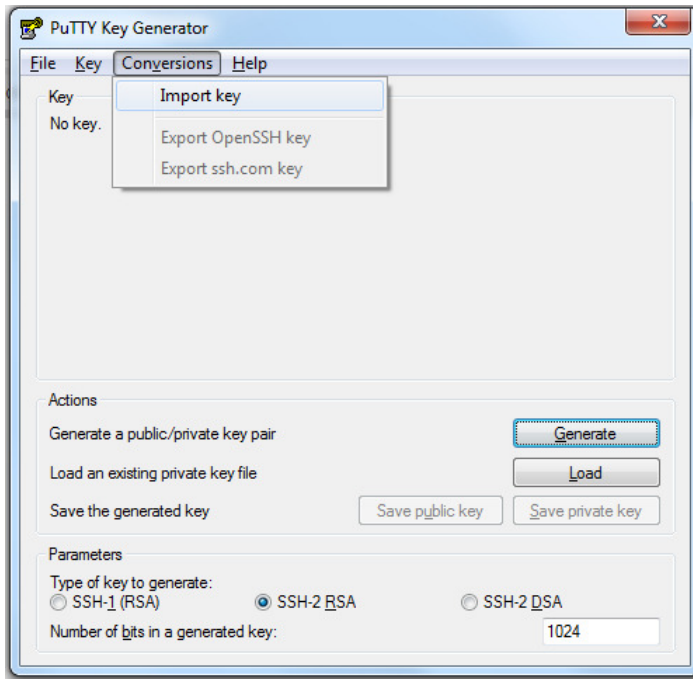 PuTTY Key Generator
File Key Conversions Help
Import key
Export OpenSSH key
Export ssh.com key
Key
No key.
Actions
Generate a public/private key pair
Generate
Load an existing private key file
Load
Save the generated key
Save public key
Save private key
Parameters
Type of key to generate:
SSH-1 (RSA)
SSH-2 RSA
SSH-2 DSA
Number of bits in a generated key:
1024